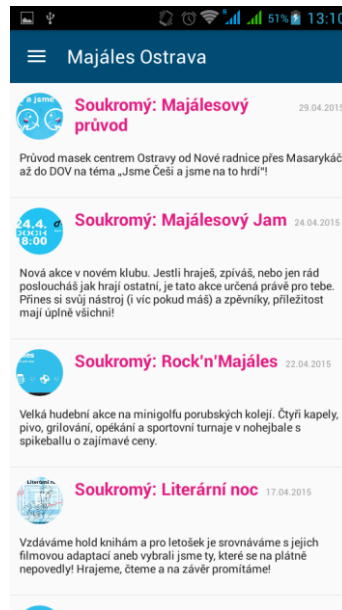 51% 13:10
Majáles Ostrava
Soukromý: Majálesový
průvod
29.04.2015
Průvod masek centrem Ostravy od Nové radnice přes Masarykáč
až do DOV na téma „Jsme Češi a jsme na to hrdí"!
24.4.
8:00
Soukromý: Majálesový Jam 24.04.2015
Nová akce v novém klubu. Jestli hraješ, zpíváš, nebo jen rád
posloucháš jak hrají ostatní, je tato akce určená právě pro tebe.
Přines si svůj nástroj (i víc pokud máš) a zpěvníky, příležitost
mají úplně všichni!
Soukromý: Rock'n'Majáles 22.04.2015
Velká hudební akce na minigolfu porubských kolejí. Čtyři kapely,
pivo, grilování, opékání a sportovní turnaje v nohejbale s
spikeballu o zajímavé ceny.
Literární n.
Soukromý: Literární noc 17.04.2015
Vzdáváme hold knihám a pro letošek je srovnáváme s jejich
filmovou adaptací aneb vybrali jsme ty, které se na plátně
nepovedly! Hrajeme, čteme a na závěr promítáme!